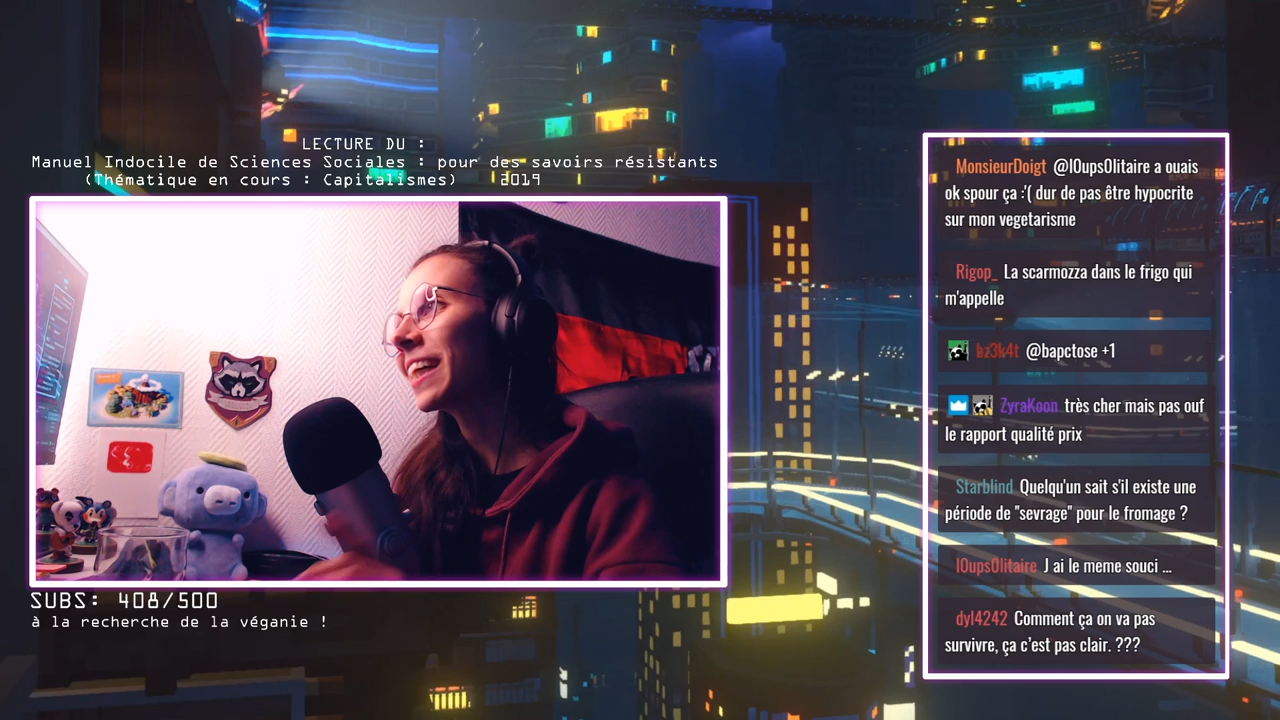 LECTURE DU :
Manuel Indocile de Sciences Sociales : pour des savoirs résistants
(Thématique en cours : Capitalismes) 2019
SUBS: 408/500
à la recherche de la véganie !
MonsieurDoigt @lOupsOlitaire a ouais
ok spour ça :'( dur de pas être hypocrite
sur mon vegetarisme
Rigop_ La scarmozza dans le frigo qui
m'appelle
bz3k4t @bapctose +1
ZyraKoon très cher mais pas ouf
le rapport qualité prix
Starblind Quelqu'un sait s'il existe une
période de "sevrage" pour le fromage ?
lOupsOlitaire J ai le meme souci ...
dyl4242 Comment ça on va pas
survivre, ça c'est pas clair. ???